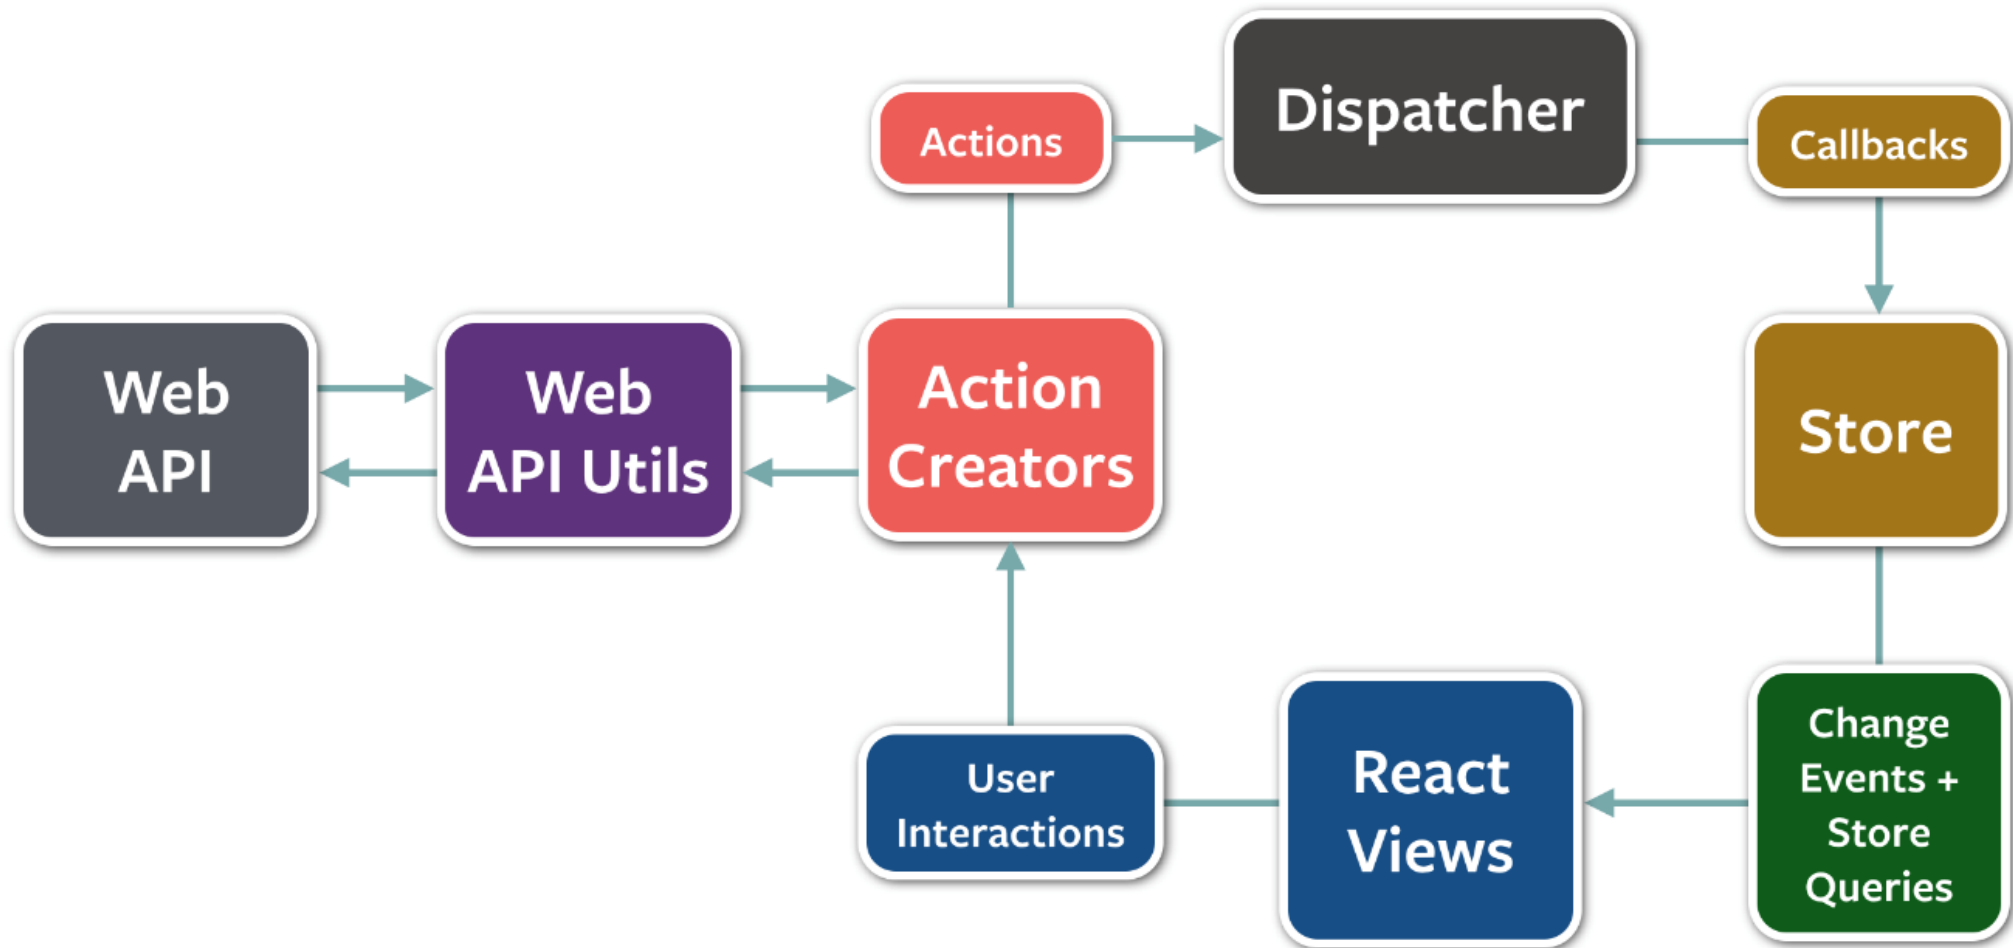 Dispatcher
Actions
Callbacks
Web
API
Web
API Utils
Action
Creators
Store
User
Interactions
React
Views
Change
Events +
Store
Queries